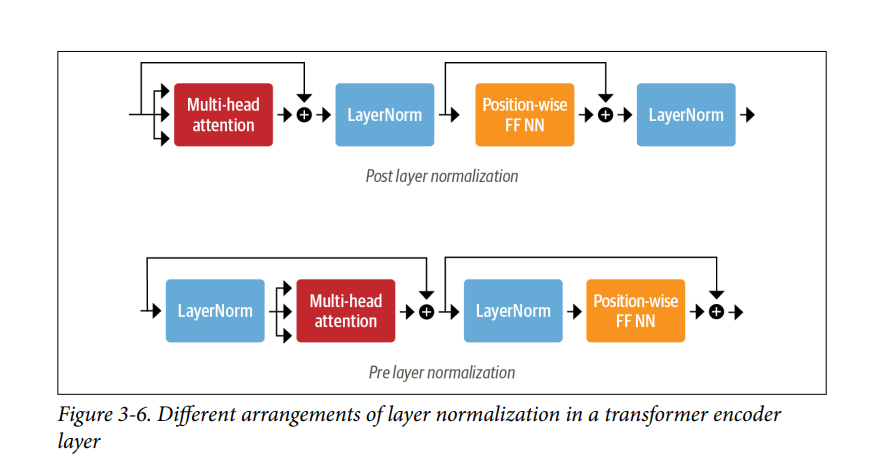 Multi-head
attention
+
LayerNorm
Position-wise
FF NN
+
LayerNorm
Post layer normalization
LayerNorm
Multi-head
attention
+
LayerNorm
Position-wise
FF NN
+
Pre layer normalization
Figure 3-6. Different arrangements of layer normalization in a transformer encoder
layer